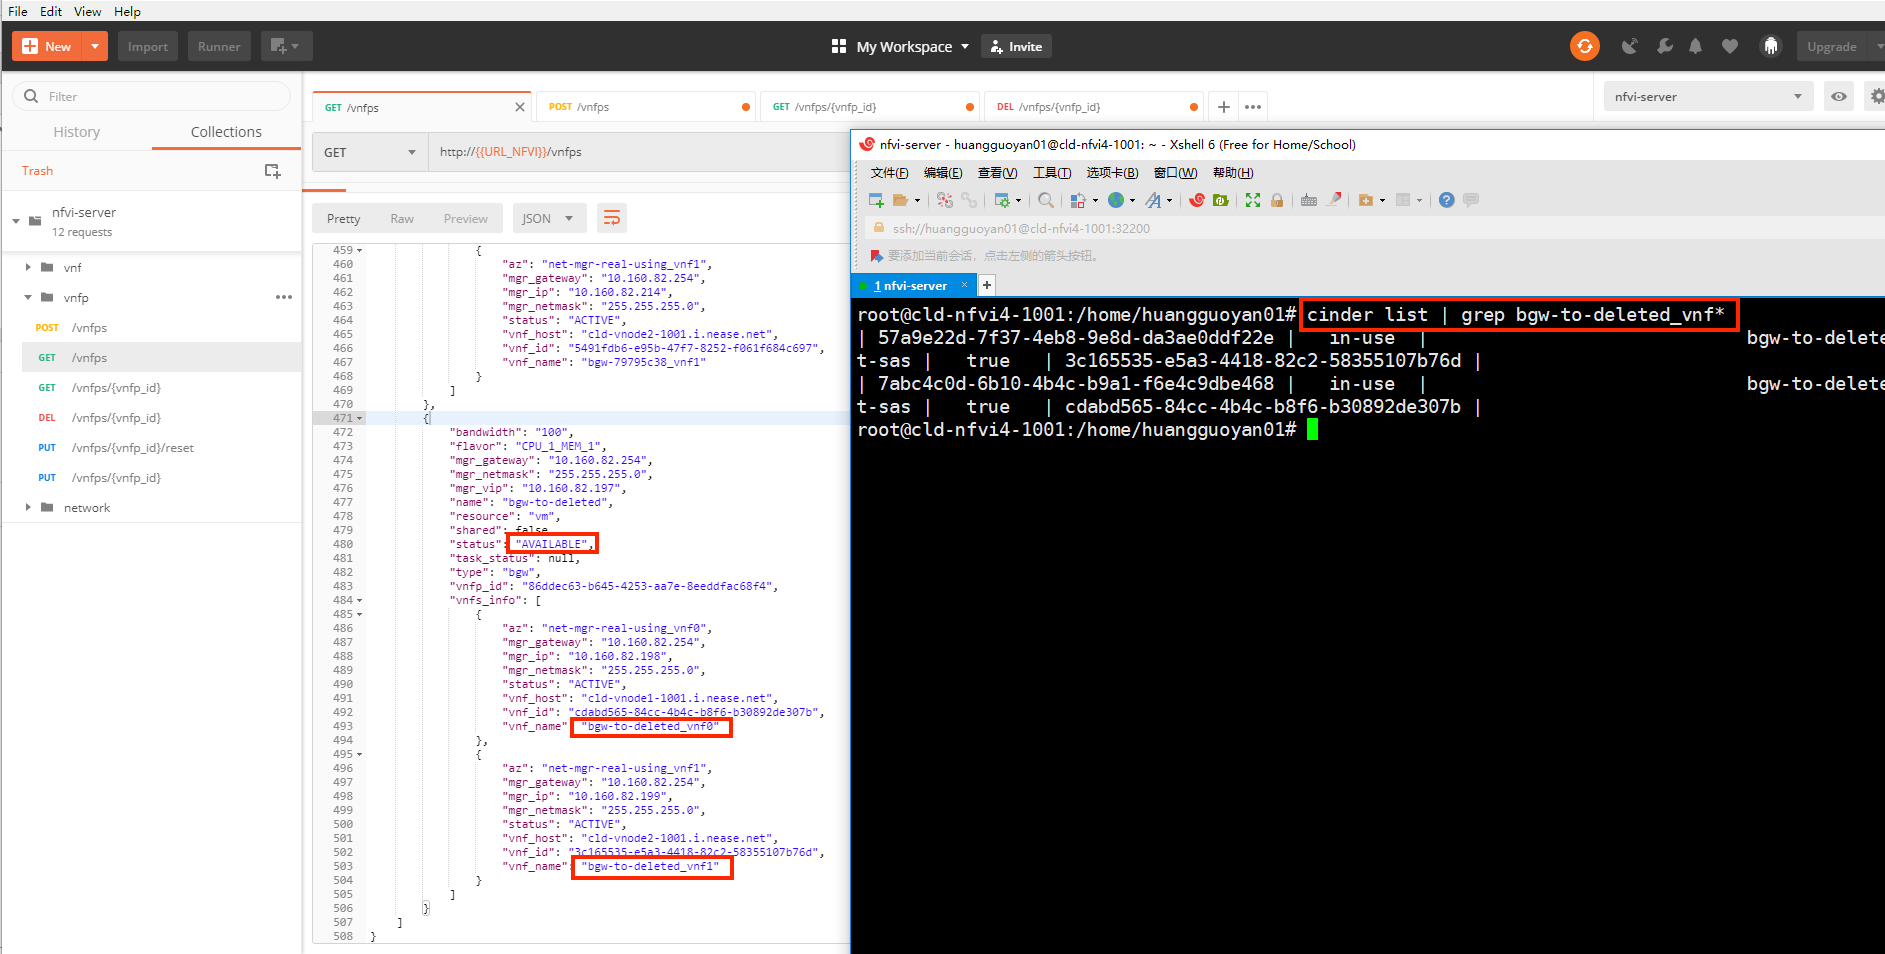 File Edit View Help
New Import Runner My Workspace Invite Upgrade
Filter
History Collections
Trash
nfvi-server
12 requests
vnf
vnfp
POST /vnfps
GET /vnfps
GET /vnfps/{vnfp_id}
DEL /vnfps/{vnfp_id}
PUT /vnfps/{vnfp_id}/reset
PUT /vnfps/{vnfp_id}
network
GET /vnfps POST /vnfps GET /vnfps/{vnfp_id} DEL /vnfps/{vnfp_id} nfvi-server
GET http://{{URL_NFVI}}/vnfps
Pretty Raw Preview JSON
459 {
460 "az": "net-mgr-real-using_vnf1",
461 "mgr_gateway": "10.160.82.254",
462 "mgr_ip": "10.160.82.214",
463 "mgr_netmask": "255.255.255.0",
464 "status": "ACTIVE",
465 "vnf_host": "cld-vnode2-1001.i.nease.net",
466 "vnf_id": "5491fdb6-e95b-47f7-8252-f061f684c697",
467 "vnf_name": "bgw-79795c38_vnf1"
468 }
469 ]
470 },
471 {
472 "bandwidth": "100",
473 "flavor": "CPU_1_MEM_1",
474 "mgr_gateway": "10.160.82.254",
475 "mgr_netmask": "255.255.255.0",
476 "mgr_vip": "10.160.82.197",
477 "name": "bgw-to-deleted",
478 "resource": "vm",
479 "shared": false
480 "status": "AVAILABLE",
481 "task_status": null,
482 "type": "bgw",
483 "vnfp_id": "86ddec63-b645-4253-aa7e-8eeddfac68f4",
484 "vnfs_info": [
485 {
486 "az": "net-mgr-real-using_vnf0",
487 "mgr_gateway": "10.160.82.254",
488 "mgr_ip": "10.160.82.198",
489 "mgr_netmask": "255.255.255.0",
490 "status": "ACTIVE",
491 "vnf_host": "cld-vnode1-1001.i.nease.net",
492 "vnf_id": "cdabd565-84cc-4b4c-b8f6-b30892de307b",
493 "vnf_name" "bgw-to-deleted_vnf0"
494 },
495 {
496 "az": "net-mgr-real-using_vnf1",
497 "mgr_gateway": "10.160.82.254",
498 "mgr_ip": "10.160.82.199",
499 "mgr_netmask": "255.255.255.0",
500 "status": "ACTIVE",
501 "vnf_host": "cld-vnode2-1001.i.nease.net",
502 "vnf_id": "3c165535-e5a3-4418-82c2-58355107b76d",
503 "vnf_name": "bgw-to-deleted_vnf1"
504 }
505 ]
506 }
507 ]
508 }
nfvi-server - huangguoyan01@cld-nfvi4-1001: ~ - Xshell 6 (Free for Home/School)
文件(F) 编辑(E) 查看(V) 工具(T) 选项卡(B) 窗口(W) 帮助(H)
ssh://huangguoyan01@cld-nfvi4-1001:32200
要添加当前会话，点击左侧的箭头按钮。
1 nfvi-server × +
root@cld-nfvi4-1001:/home/huangguoyan01# cinder list | grep bgw-to-deleted_vnf*
| 57a9e22d-7f37-4eb8-9e8d-da3ae0ddf22e | in-use | bgw-to-delete
t-sas | true | 3c165535-e5a3-4418-82c2-58355107b76d |
| 7abc4c0d-6b10-4b4c-b9a1-f6e4c9dbe468 | in-use | bgw-to-delete
t-sas | true | cdabd565-84cc-4b4c-b8f6-b30892de307b |
root@cld-nfvi4-1001:/home/huangguoyan01#